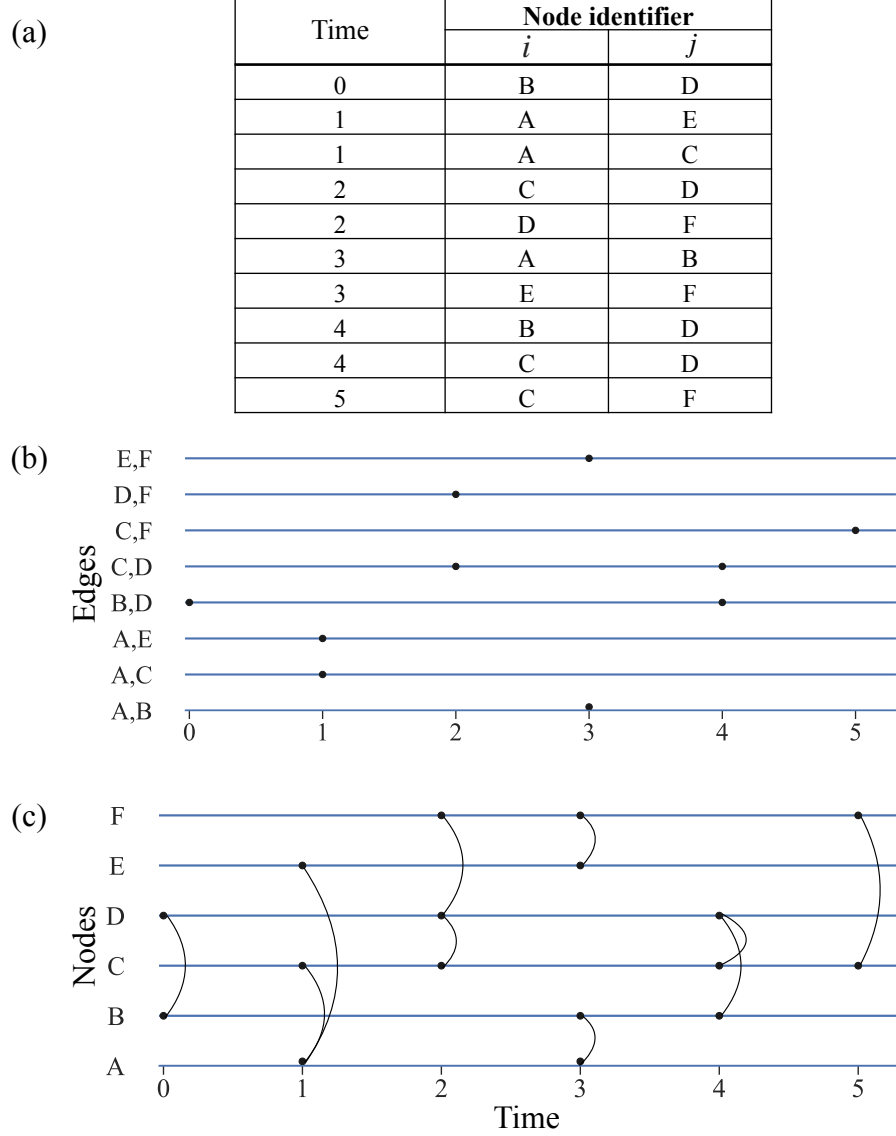 (a)
Time Node identifier
i j
0 B D
1 A E
1 A C
2 C D
2 D F
3 A B
3 E F
4 B D
4 C D
5 C F
(b)
Edges
E,F
D,F
C,F
C,D
B,D
A,E
A,C
A,B
0 1 2 3 4 5
(c)
Nodes
F
E
D
C
B
A
0 1 2 3 4 5
Time